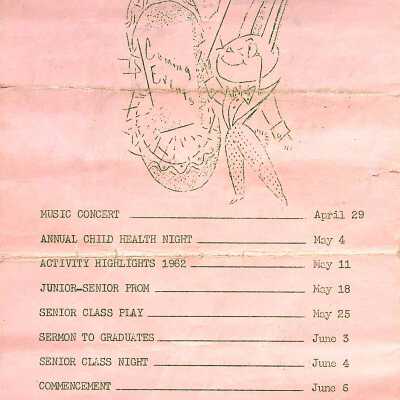 Coming
Events
MUSIC CONCERT April 29
ANNUAL CHILD HEALTH NIGHT May 4
ACTIVITY HIGHLIGHTS 1962 May 11
JUNIOR-SENIOR PROM May 18
SENIOR CLASS PLAY May 25
SERMON TO GRADUATES June 3
SENIOR CLASS NIGHT June 4
COMMENCEMENT June 6